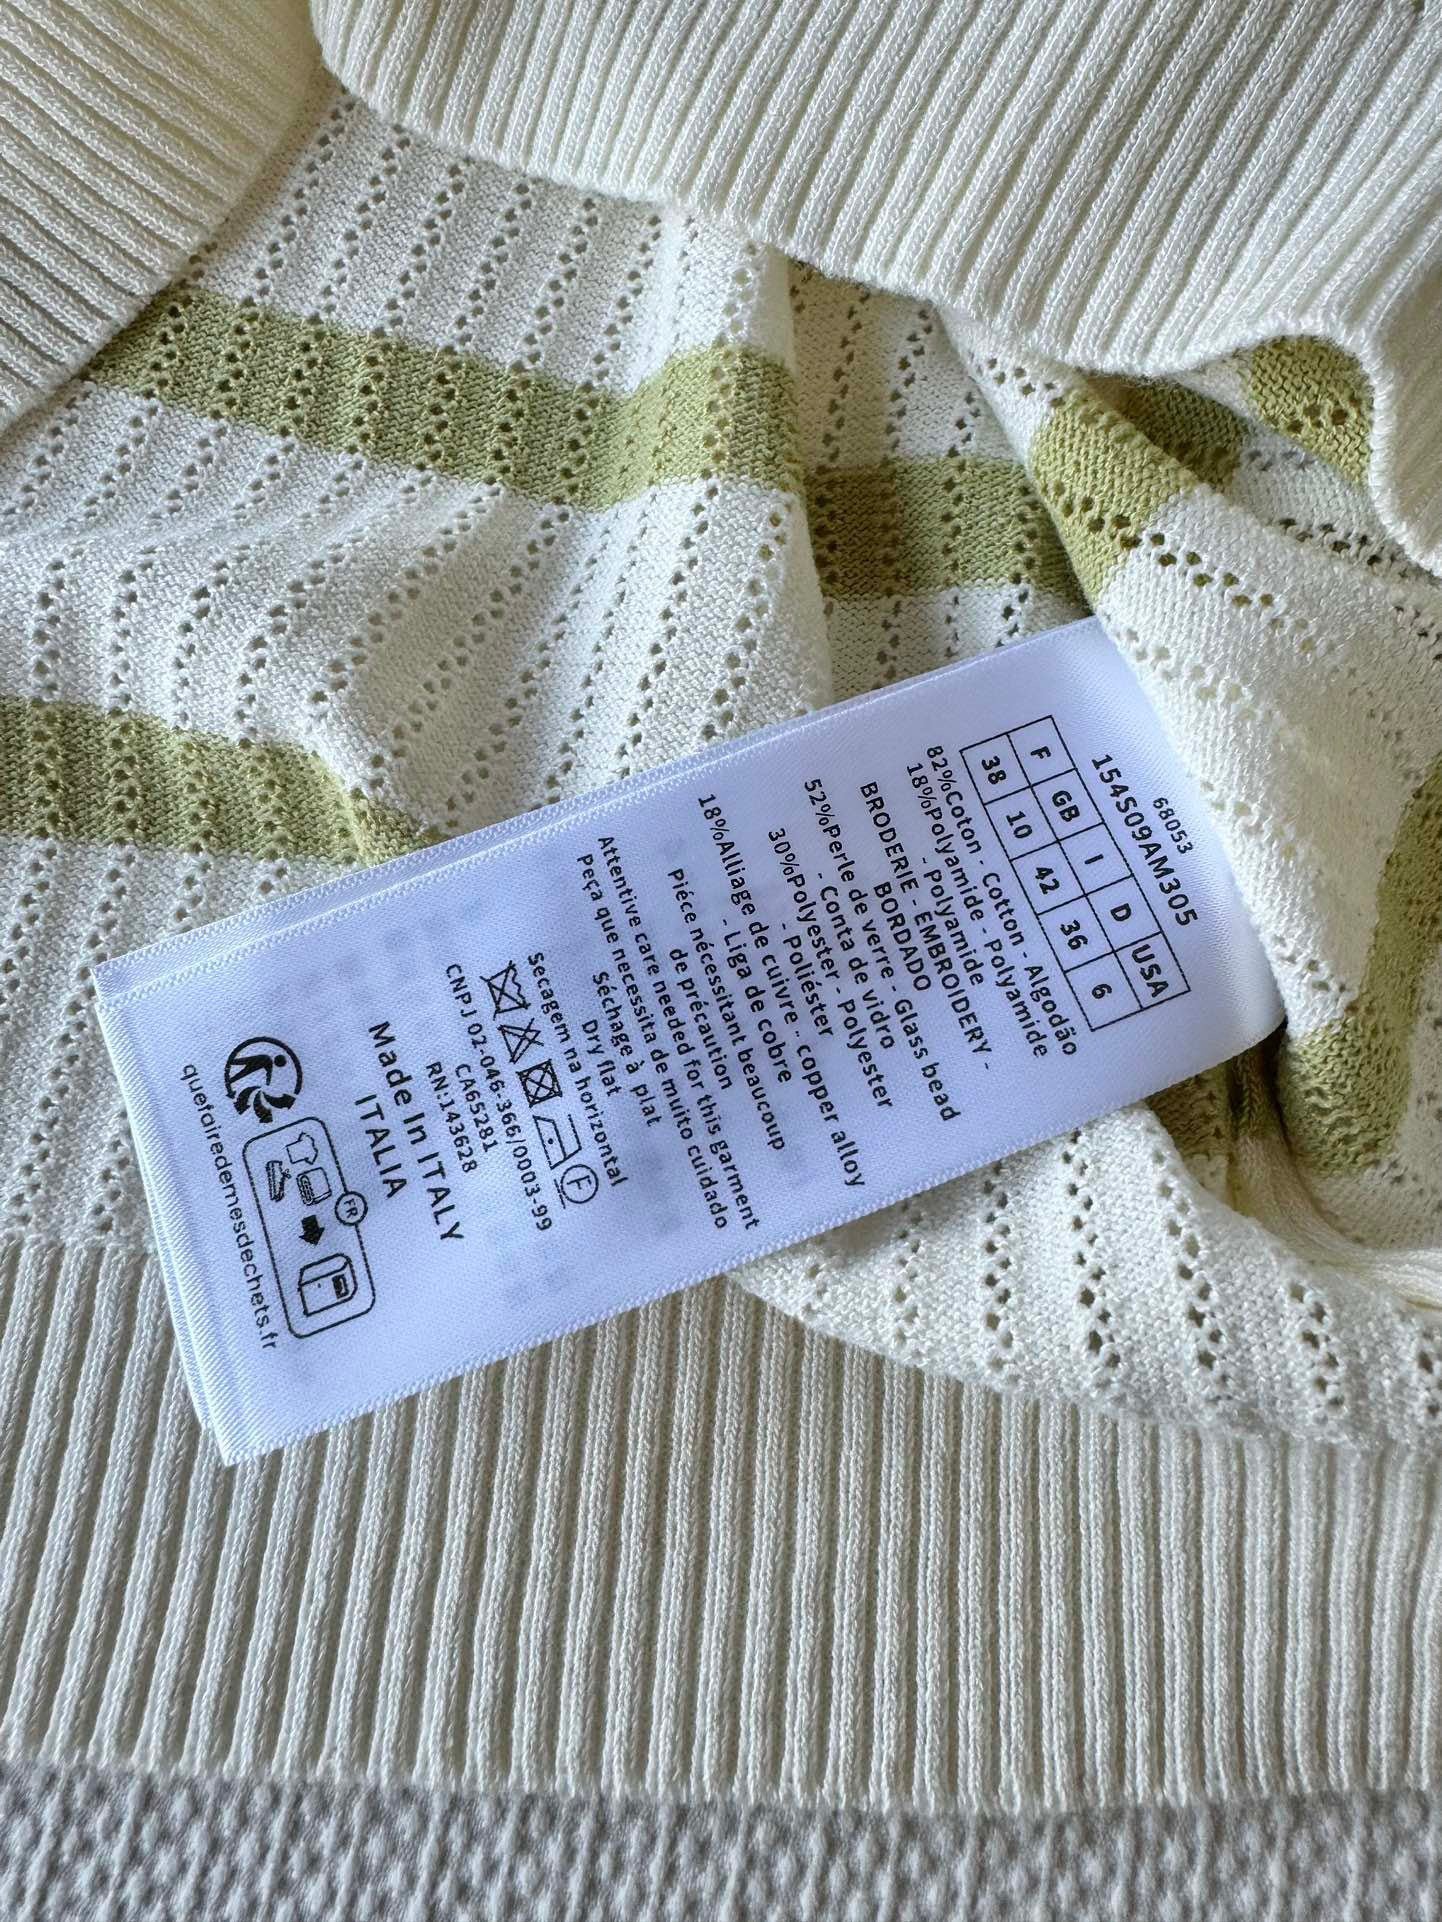 68053
154S09AM305
F GB I D USA
38 10 42 36 6
82%Coton - Cotton - Algodão
18%Polyamide - Polyamide
- Polyamide
BRODERIE - EMBROIDERY -
BORDADO
52%Perle de verre - Glass bead
- Conta de vidro
30%Polyester - Polyester
- Poliéster
18%Alliage de cuivre - copper alloy
- Liga de cobre
Piéce nécessitant beaucoup
de précaution
Attentive care needed for this garment
Peça que necessita de muito cuidado
Séchage à plat
Dry flat
Secagem na horizontal
F
CNPJ 02-046-366/0003-99
CA65281
RN:143628
Made In ITALY
ITALIA
FR
quefairedemesdechets.fr